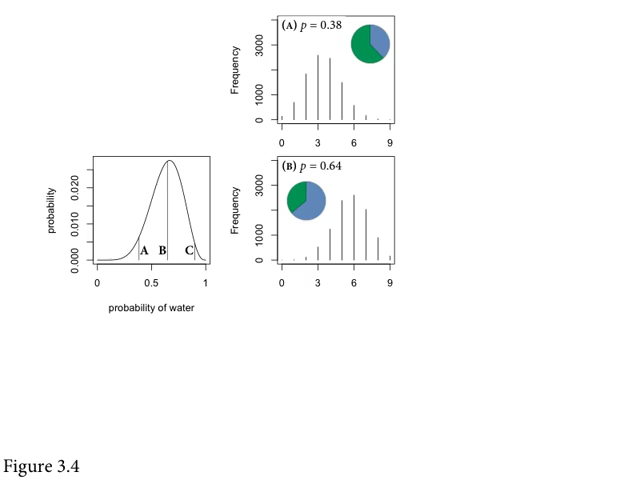 (A) p = 0.38
Frequency
0 1000 3000
0 3 6 9
probability
0.000 0.010 0.020
A B C
0 0.5 1
probability of water
(B) p = 0.64
Frequency
0 1000 3000
0 3 6 9
Figure 3.4